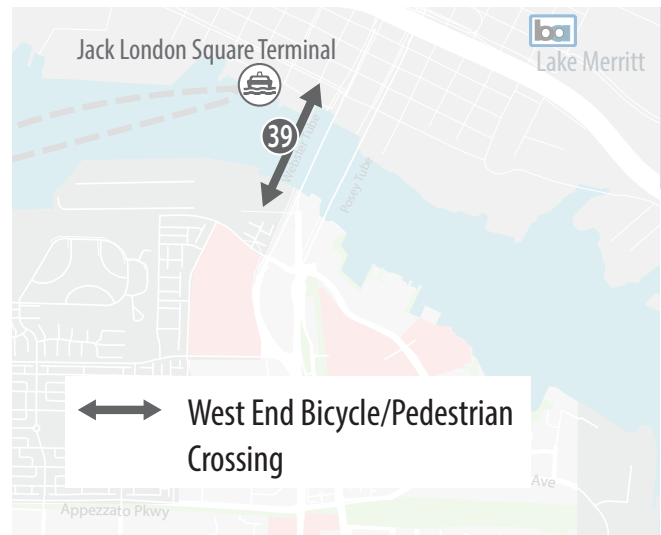 Jack London Square Terminal
ba
Lake Merritt
39
Webster Tube
Posey Tube
West End Bicycle/Pedestrian
Crossing
Ave
Appezzato Pkwy